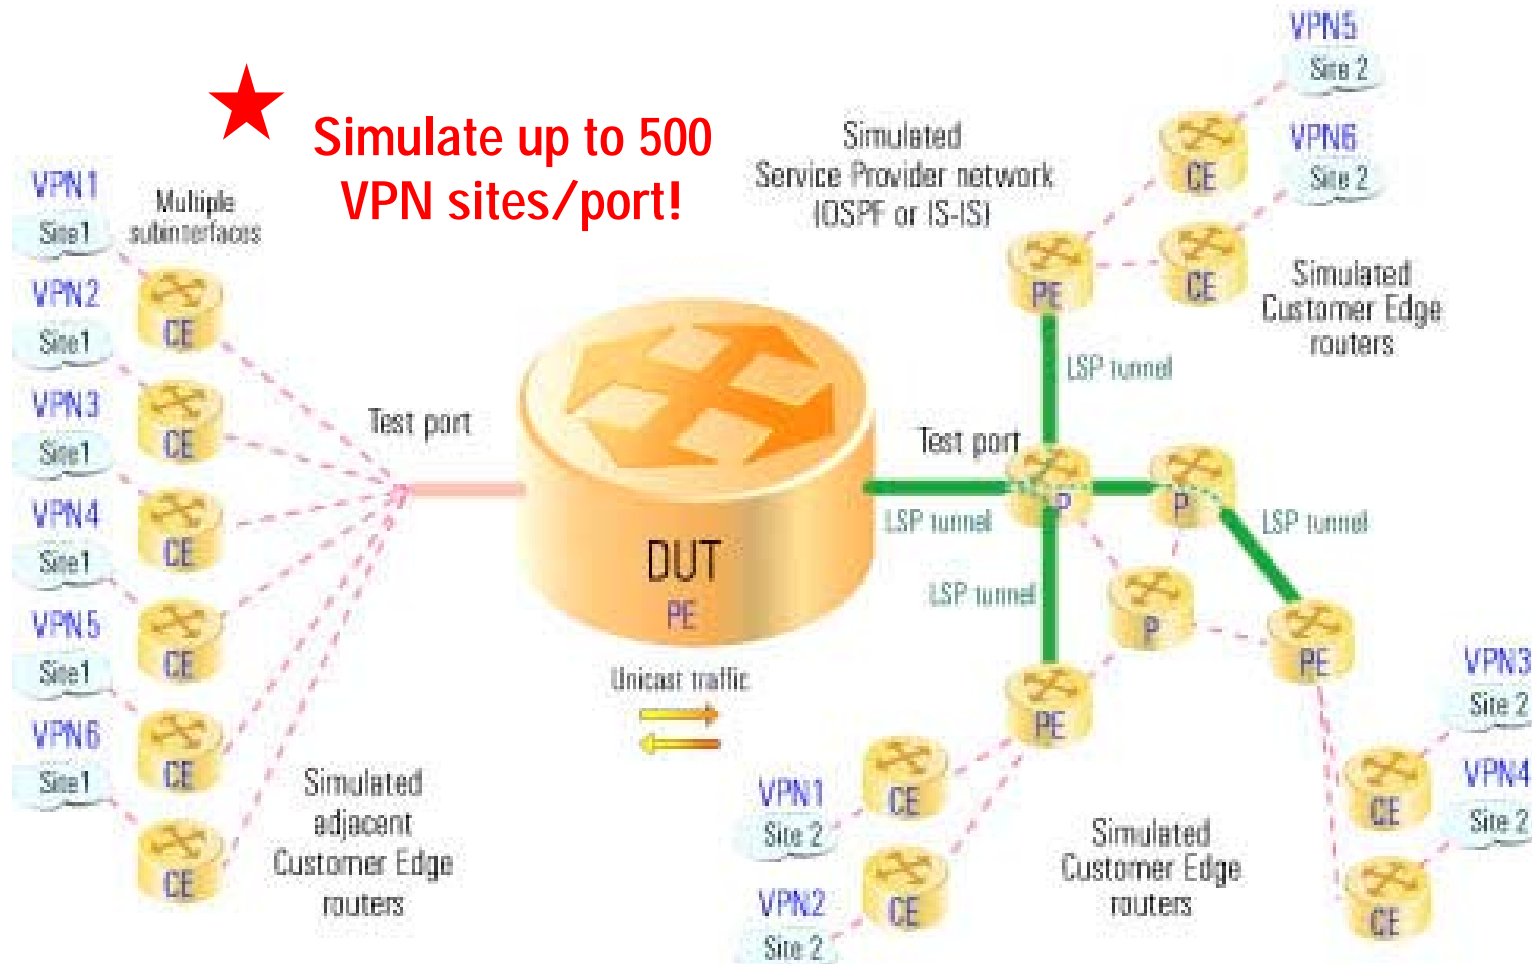 Simulate up to 500
VPN sites/port!
VPN1
Site1
Multiple
subinterfaces
CE
VPN2
Site1
CE
VPN3
Site1
CE
VPN4
Site1
CE
VPN5
Site1
CE
VPN6
Site1
CE
Simulated
adjacent
Customer Edge
routers
Test port
DUT
PE
Unicast traffic
Simulated
Service Provider network
(OSPF or IS-IS)
VPN5
Site 2
CE
VPN6
Site 2
CE
PE
Simulated
Customer Edge
routers
LSP tunnel
Test port
P
P
LSP tunnel
LSP tunnel
LSP tunnel
P
PE
PE
VPN3
Site 2
CE
VPN4
Site 2
CE
VPN1
Site 2
CE
VPN2
Site 2
CE
Simulated
Customer Edge
routers